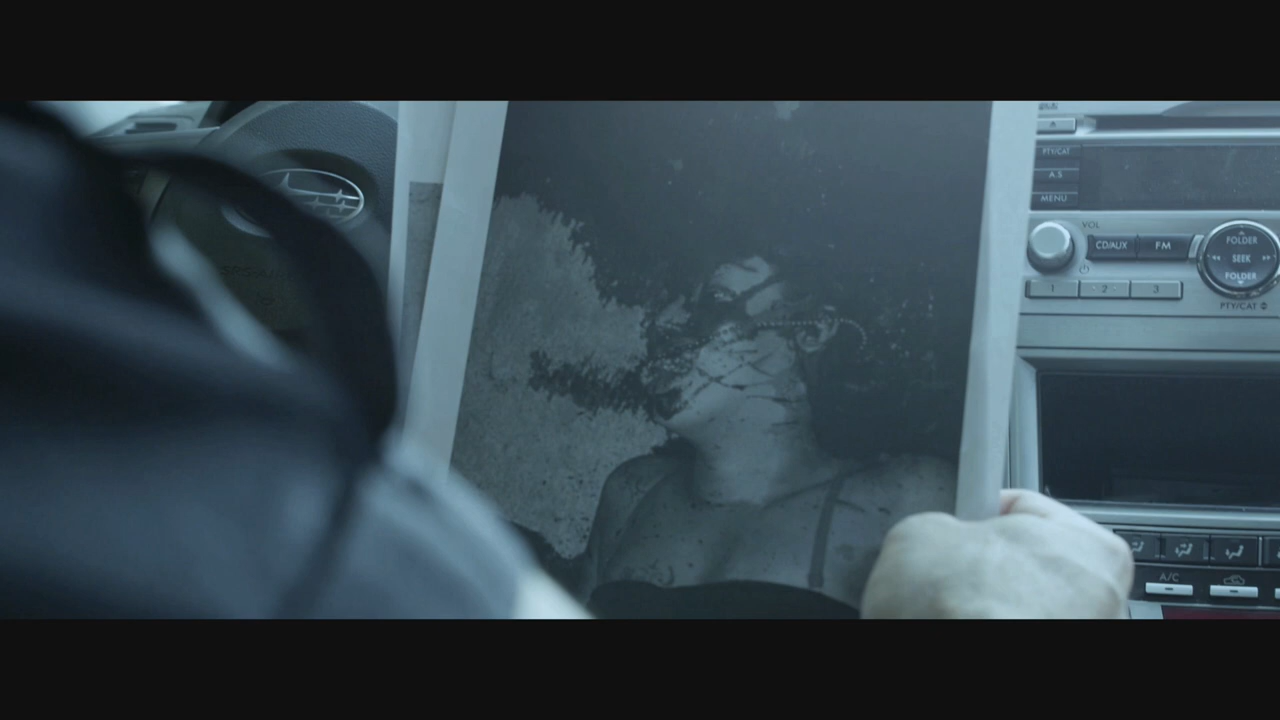 PTY/CAT
A.S
MENU
VOL
CD/AUX
FM
FOLDER
SEEK
FOLDER
1
2
3
PTY/CAT
A/C